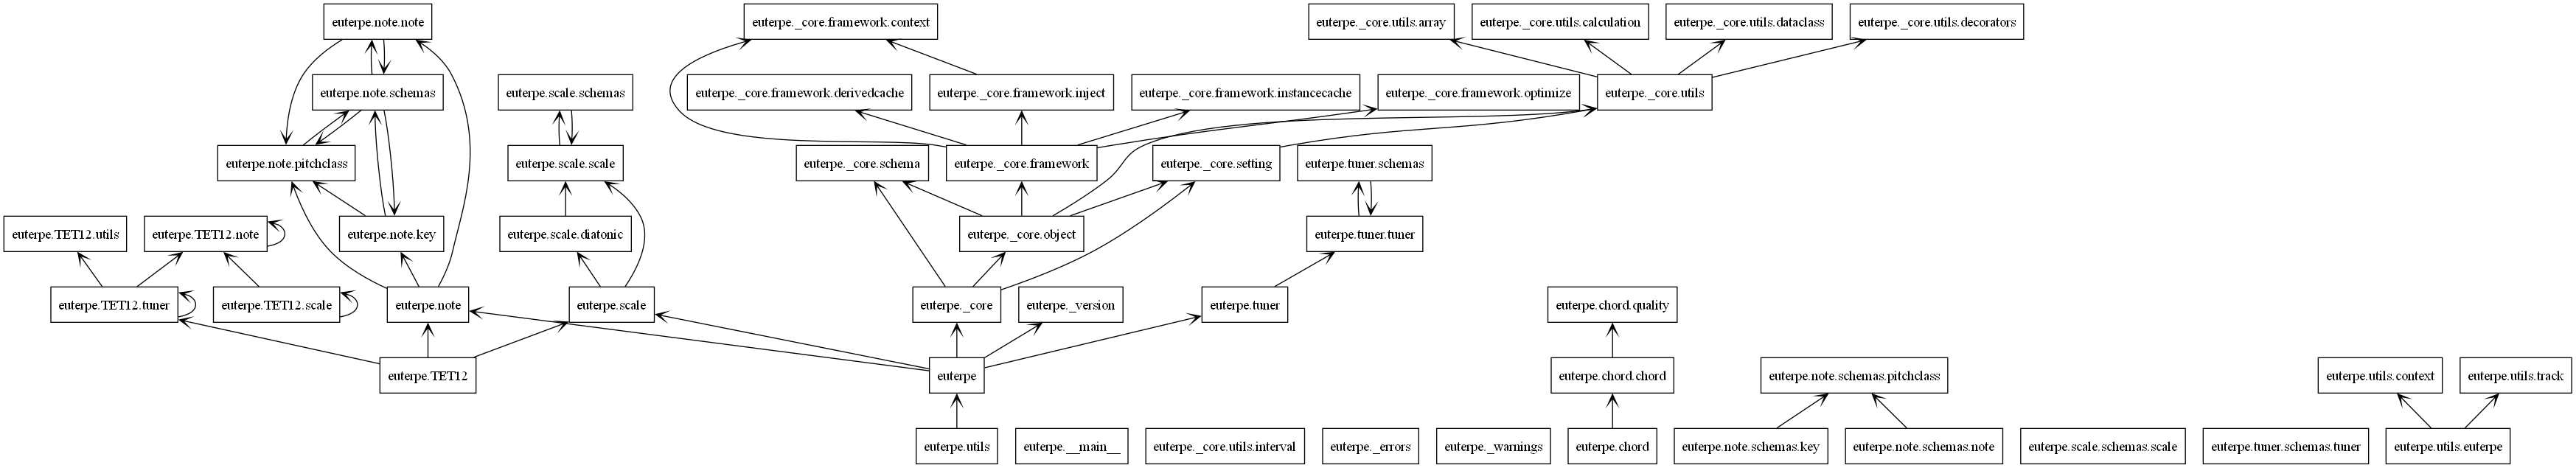 euterpe.note.note
euterpe._core.framework.context
euterpe._core.utils.array
euterpe._core.utils.calculation
euterpe._core.utils.dataclass
euterpe._core.utils.decorators
euterpe.note.schemas
euterpe.scale.schemas
euterpe._core.framework.derivedcache
euterpe._core.framework.inject
euterpe._core.framework.instancecache
euterpe._core.framework.optimize
euterpe._core.utils
euterpe.note.pitchclass
euterpe.scale.scale
euterpe._core.schema
euterpe._core.framework
euterpe._core.setting
euterpe.tuner.schemas
euterpe.TET12.utils
euterpe.TET12.note
euterpe.note.key
euterpe.scale.diatonic
euterpe._core.object
euterpe.tuner.tuner
euterpe.TET12.tuner
euterpe.TET12.scale
euterpe.note
euterpe.scale
euterpe._core
euterpe._version
euterpe.tuner
euterpe.chord.quality
euterpe.TET12
euterpe
euterpe.chord.chord
euterpe.note.schemas.pitchclass
euterpe.utils.context
euterpe.utils.track
euterpe.utils
euterpe.__main__
euterpe._core.utils.interval
euterpe._errors
euterpe._warnings
euterpe.chord
euterpe.note.schemas.key
euterpe.note.schemas.note
euterpe.scale.schemas.scale
euterpe.tuner.schemas.tuner
euterpe.utils.euterpe